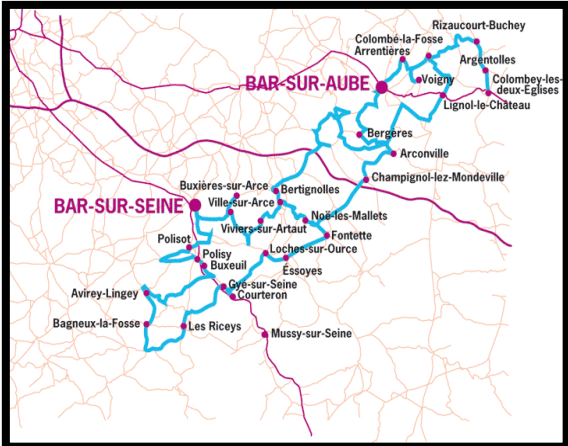 Rizaucourt-Buchey
Colombé-la-Fosse
Arrentières
Argentolles
BAR-SUR-AUBE
Voigny
Colombey-les-
deux-Eglises
Lignol-le-Château
Bergères
Arconville
Champignol-lez-Mondeville
Buxières-sur-Arce
Bertignolles
BAR-SUR-SEINE
Ville-sur-Arce
Noë-les-Mallets
Viviers-sur-Artaut
Fontette
Polisot
Loches-sur-Ource
Polisy
Buxeuil
Éssoyes
Gye-sur-Seine
Avirey-Lingey
Courteron
Bagneux-la-Fosse
Les Riceys
Mussy-sur-Seine